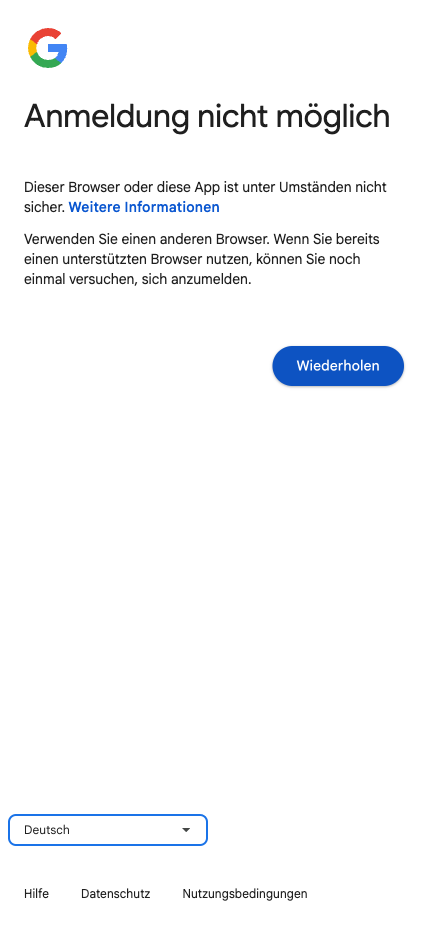 Anmeldung nicht möglich
Dieser Browser oder diese App ist unter Umständen nicht
sicher. Weitere Informationen
Verwenden Sie einen anderen Browser. Wenn Sie bereits
einen unterstützten Browser nutzen, können Sie noch
einmal versuchen, sich anzumelden.
Wiederholen
Deutsch
Hilfe Datenschutz Nutzungsbedingungen